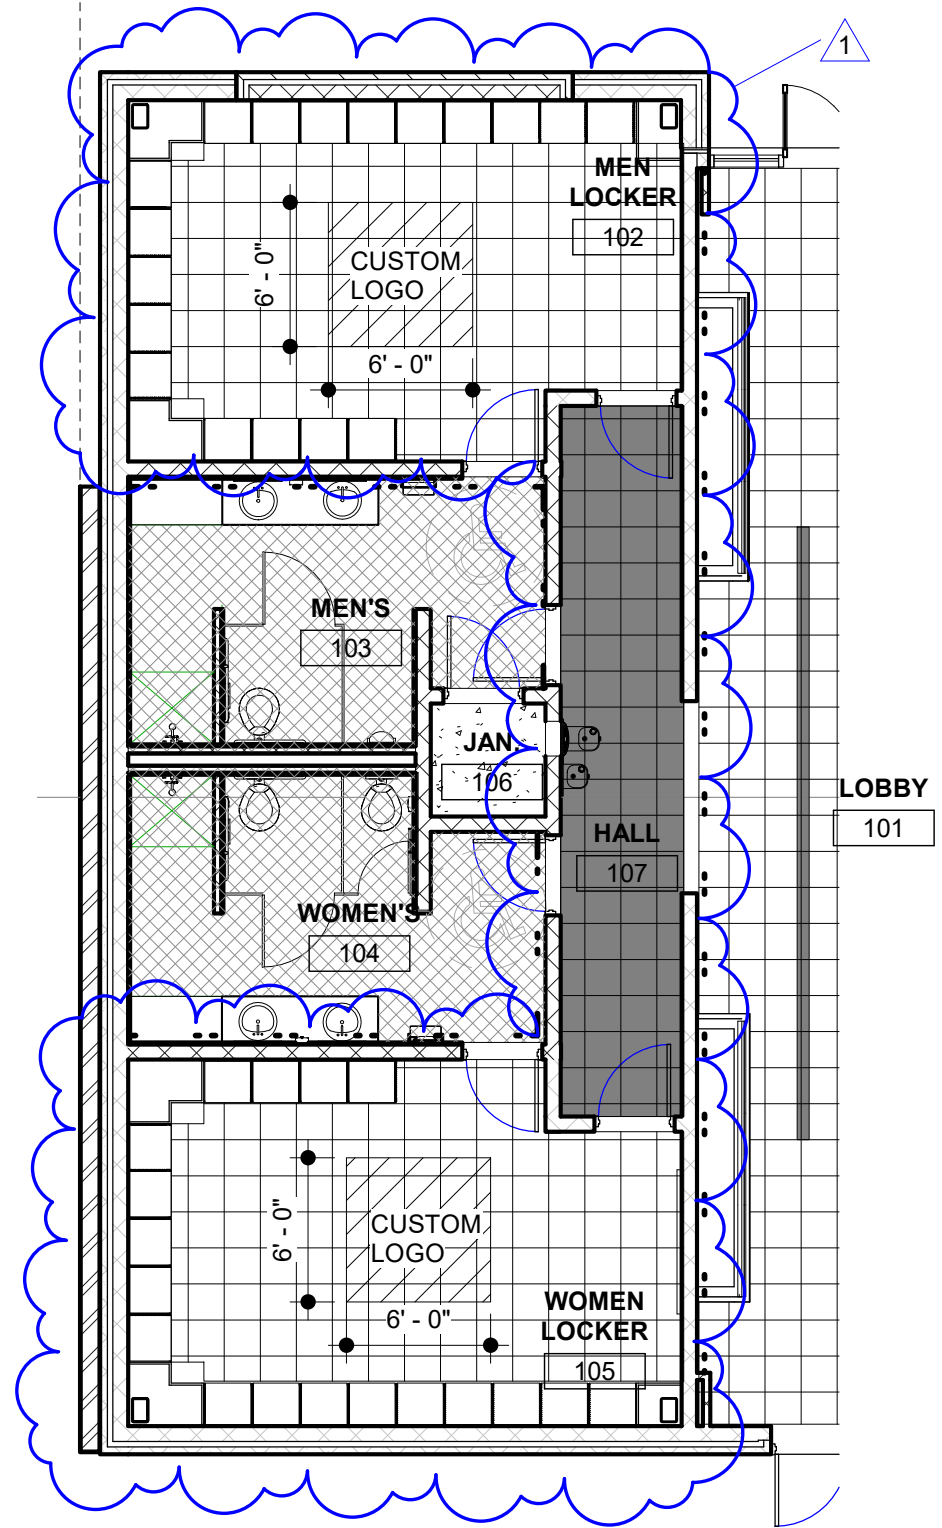 1
MEN
LOCKER
102
6' - 0"
CUSTOM
LOGO
6' - 0"
MEN'S
103
JAN.
106
LOBBY
101
HALL
107
WOMEN'S
104
6' - 0"
CUSTOM
LOGO
6' - 0"
WOMEN
LOCKER
105